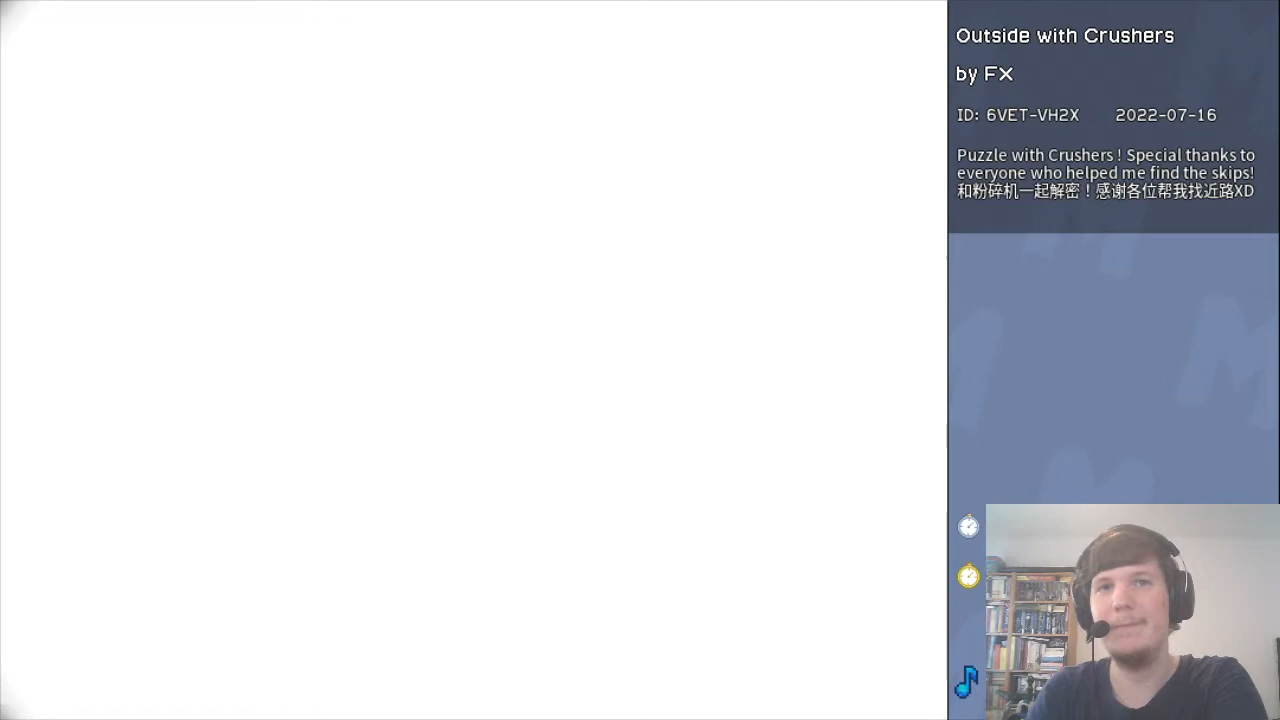 Outside with Crushers
by FX
ID: 6VET-VH2X 2022-07-16
Puzzle with Crushers ! Special thanks to
everyone who helped me find the skips!
和粉碎机一起解密！感谢各位帮我找近路XD